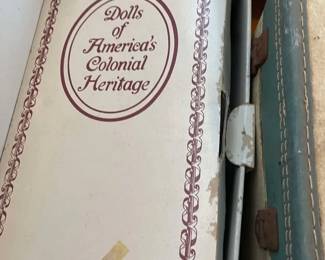 Dolls
of
America's
Colonial
Heritage